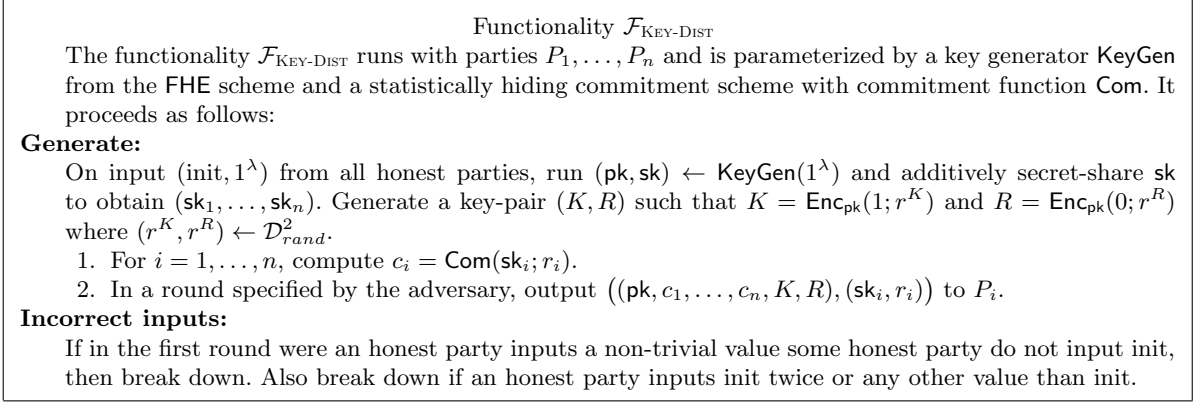 Functionality F_KEY-DIST
The functionality F_KEY-DIST runs with parties P_1, . . . , P_n and is parameterized by a key generator KeyGen
from the FHE scheme and a statistically hiding commitment scheme with commitment function Com. It
proceeds as follows:
Generate:
On input (init, 1^λ) from all honest parties, run (pk, sk) ← KeyGen(1^λ) and additively secret-share sk
to obtain (sk_1, . . . , sk_n). Generate a key-pair (K, R) such that K = Enc_pk(1; r^K) and R = Enc_pk(0; r^R)
where (r^K, r^R) ← D^2_rand.
1. For i = 1, . . . , n, compute c_i = Com(sk_i; r_i).
2. In a round specified by the adversary, output ((pk, c_1, . . . , c_n, K, R), (sk_i, r_i)) to P_i.
Incorrect inputs:
If in the first round were an honest party inputs a non-trivial value some honest party do not input init,
then break down. Also break down if an honest party inputs init twice or any other value than init.